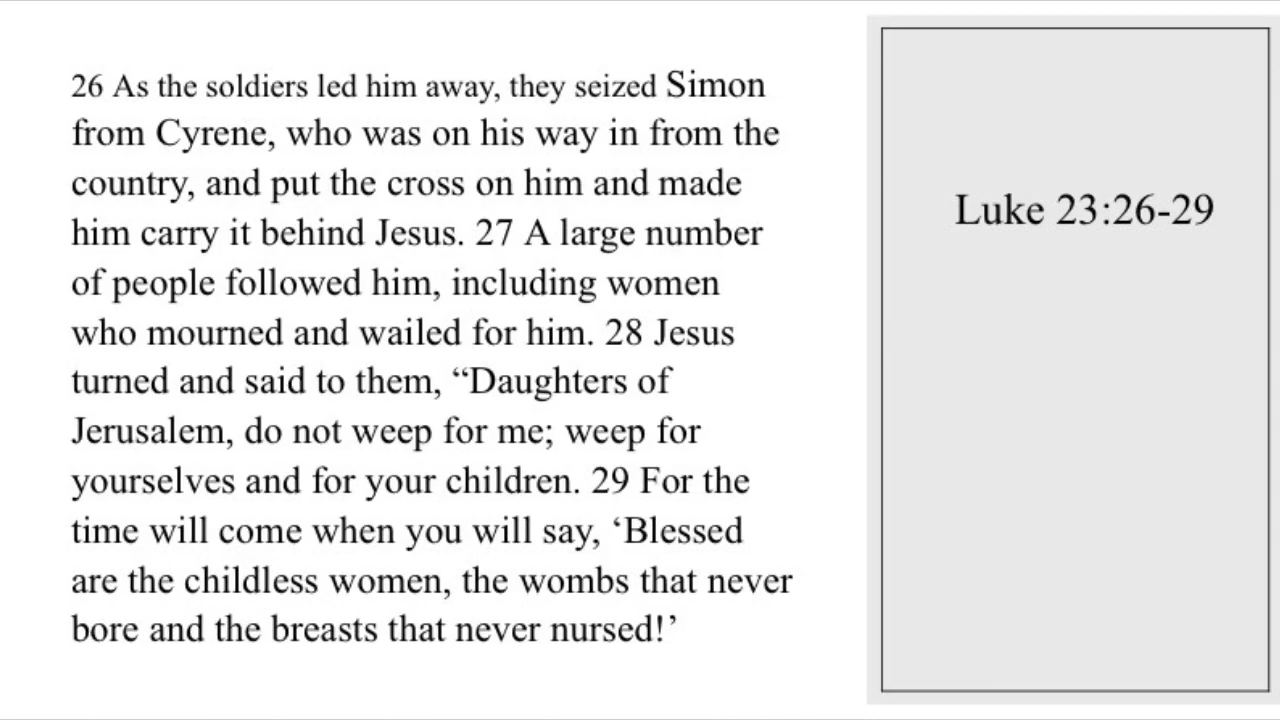 26 As the soldiers led him away, they seized Simon
from Cyrene, who was on his way in from the
country, and put the cross on him and made
him carry it behind Jesus. 27 A large number
of people followed him, including women
who mourned and wailed for him. 28 Jesus
turned and said to them, “Daughters of
Jerusalem, do not weep for me; weep for
yourselves and for your children. 29 For the
time will come when you will say, ‘Blessed
are the childless women, the wombs that never
bore and the breasts that never nursed!’
Luke 23:26-29